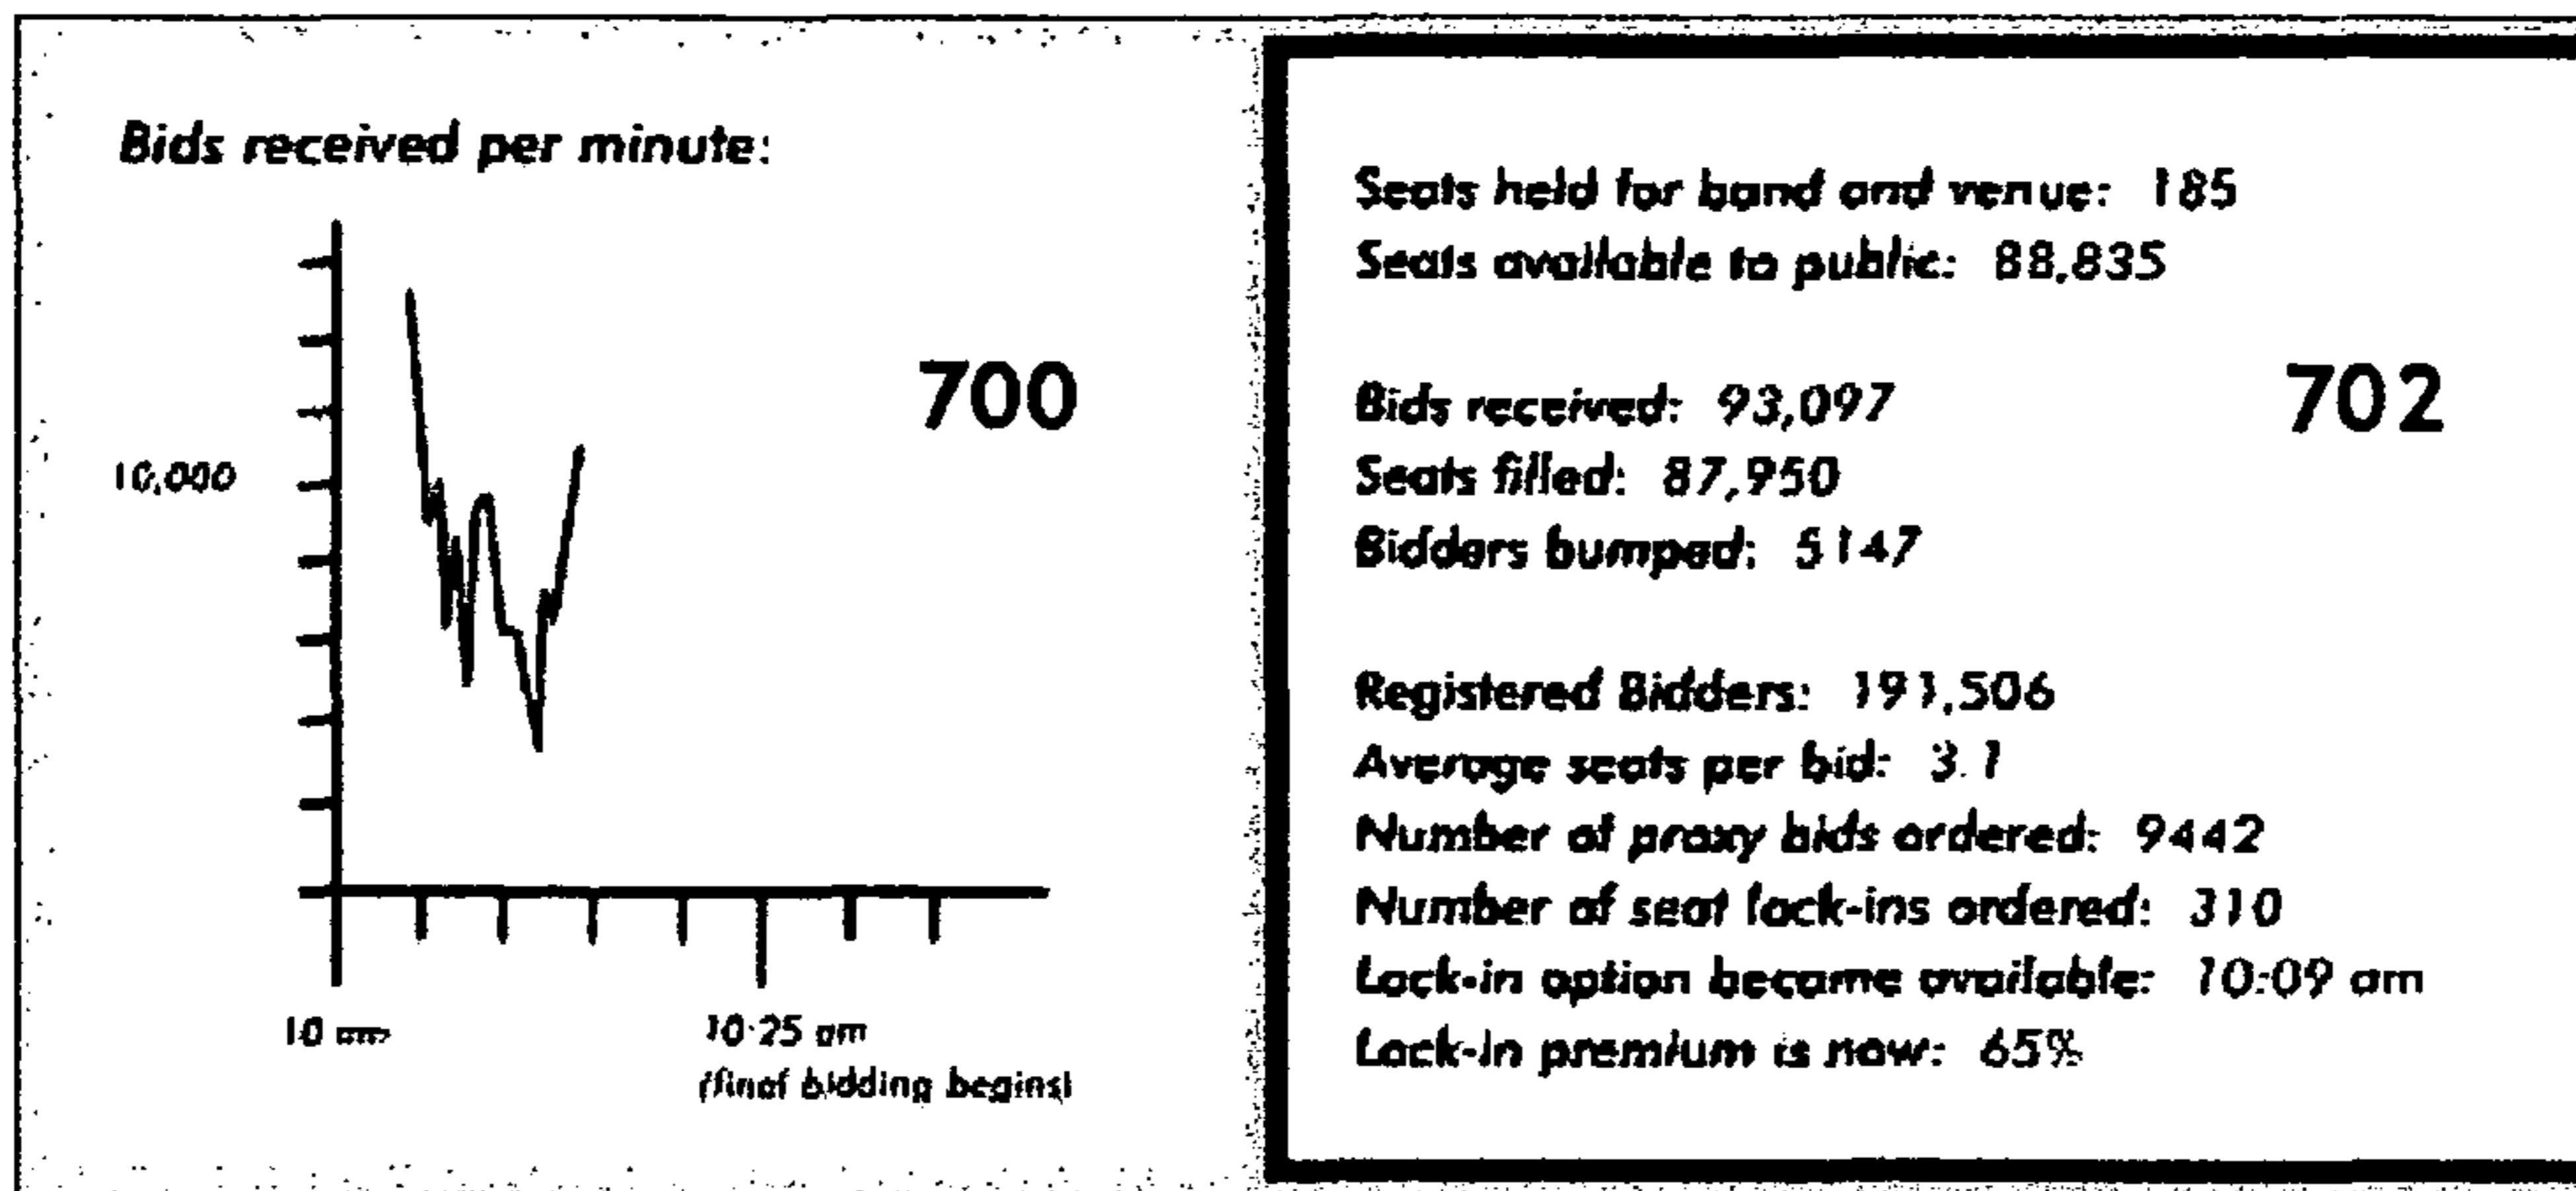 Bids received per minute:
10,000
700
10 am
10:25 am
(final bidding begins)
Seats held for band and venue: 185
Seats available to public: 88,835
702
Bids received: 93,097
Seats filled: 87,950
Bidders bumped: 5147
Registered Bidders: 191,506
Average seats per bid: 3.1
Number of proxy bids ordered: 9442
Number of seat lock-ins ordered: 310
Lock-in option became available: 10:09 am
Lock-in premium is now: 65%